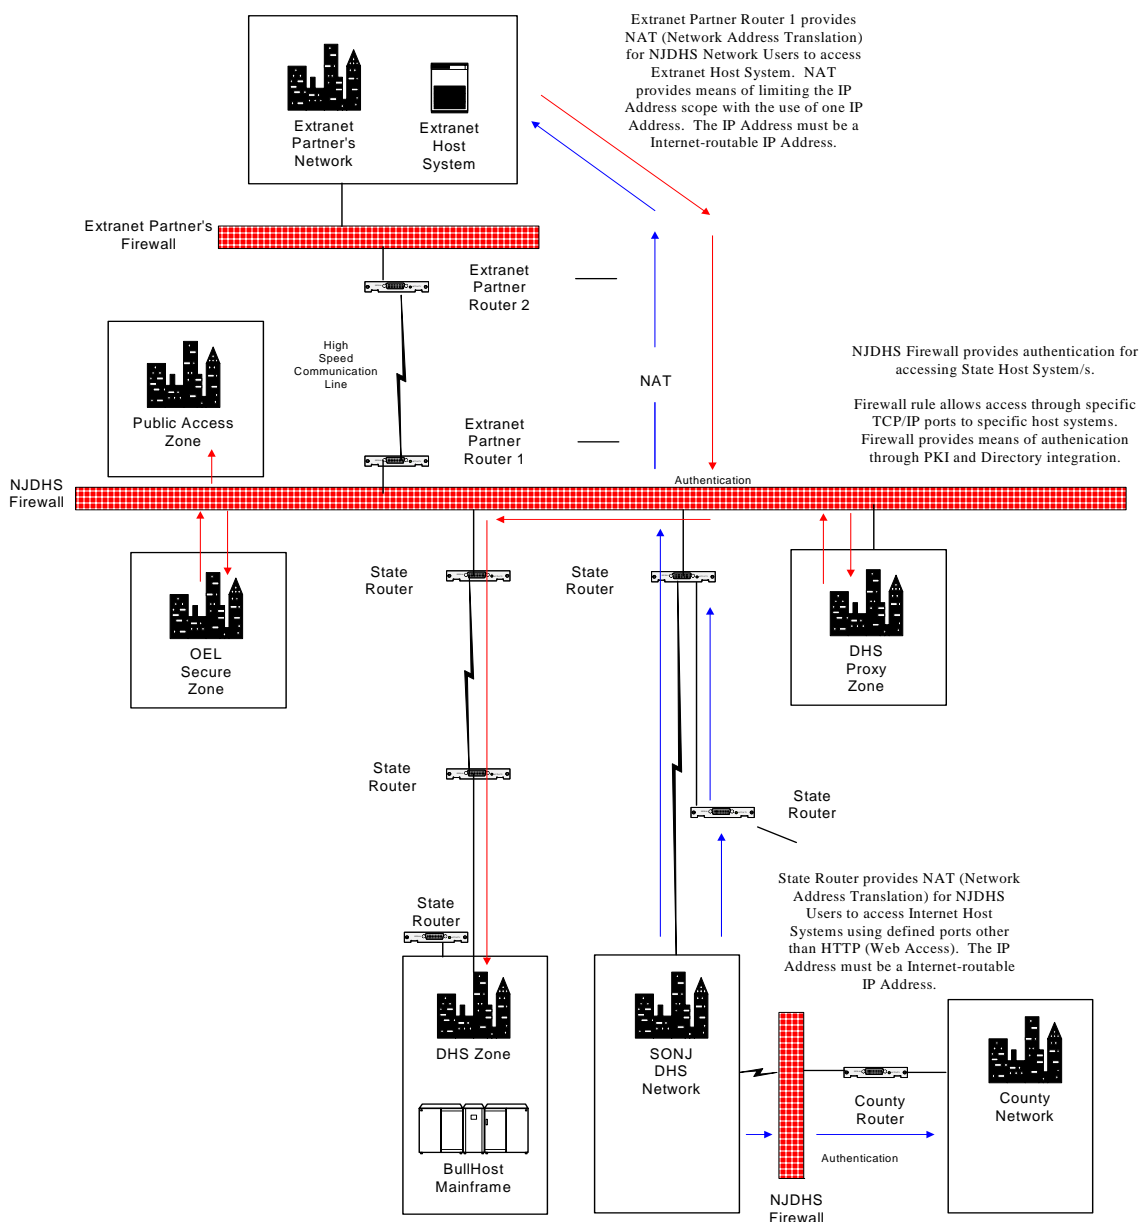 Extranet Partner Router 1 provides
NAT (Network Address Translation)
for NJDHS Network Users to access
Extranet Host System. NAT
provides means of limiting the IP
Address scope with the use of one IP
Address. The IP Address must be a
Internet-routable IP Address.
Extranet
Partner's
Network
Extranet
Host
System
Extranet Partner's
Firewall
Extranet
Partner
Router 2
High
Speed
Communication
Line
NAT
Public Access
Zone
Extranet
Partner
Router 1
NJDHS Firewall provides authentication for
accessing State Host System/s.
Firewall rule allows access through specific
TCP/IP ports to specific host systems.
Firewall provides means of authenication
through PKI and Directory integration.
NJDHS
Firewall
Authentication
State
Router
State
Router
OEL
Secure
Zone
DHS
Proxy
Zone
State
Router
State
Router
State Router provides NAT (Network
Address Translation) for NJDHS
Users to access Internet Host
Systems using defined ports other
than HTTP (Web Access). The IP
Address must be a Internet-routable
IP Address.
State
Router
DHS Zone
BullHost
Mainframe
SONJ
DHS
Network
County
Router
County
Network
Authentication
NJDHS
Firewall